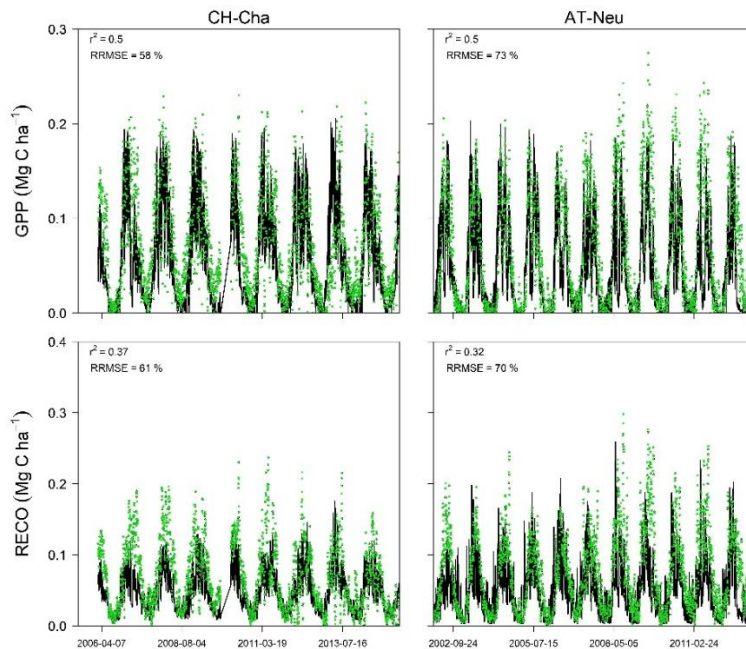 CH-Cha
AT-Neu
r² = 0.5
RRMSE = 58 %
r² = 0.5
RRMSE = 73 %
GPP (Mg C ha⁻¹)
0.3
0.2
0.1
0.0
r² = 0.37
RRMSE = 61 %
r² = 0.32
RRMSE = 70 %
RECO (Mg C ha⁻¹)
0.4
0.3
0.2
0.1
0.0
2006-04-07 2008-08-04 2011-03-19 2013-07-16
2002-09-24 2005-07-15 2008-05-05 2011-02-24